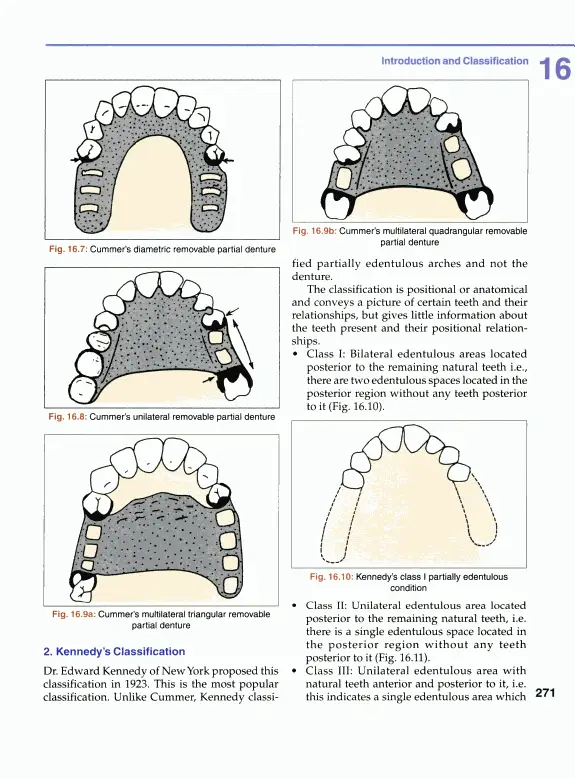 Introduction and Classification
16
Fig. 16.7: Cummer's diametric removable partial denture
Fig. 16.8: Cummer's unilateral removable partial denture
Fig. 16.9a: Cummer's multilateral triangular removable
partial denture
2. Kennedy's Classification
Dr. Edward Kennedy of New York proposed this
classification in 1923. This is the most popular
classification. Unlike Cummer, Kennedy classi-
Fig. 16.9b: Cummer's multilateral quadrangular removable
partial denture
fied partially edentulous arches and not the
denture.
The classification is positional or anatomical
and conveys a picture of certain teeth and their
relationships, but gives little information about
the teeth present and their positional relation-
ships.
• Class I: Bilateral edentulous areas located
posterior to the remaining natural teeth i.e.,
there are two edentulous spaces located in the
posterior region without any teeth posterior
to it (Fig. 16.10).
Fig. 16.10: Kennedy's class I partially edentulous
condition
• Class II: Unilateral edentulous area located
posterior to the remaining natural teeth, i.e.
there is a single edentulous space located in
the posterior region without any teeth
posterior to it (Fig. 16.11).
• Class III: Unilateral edentulous area with
natural teeth anterior and posterior to it, i.e.
this indicates a single edentulous area which
271